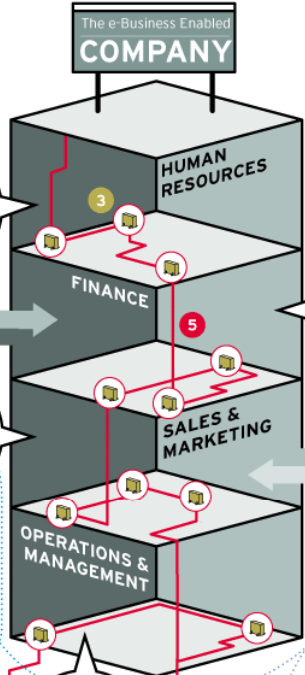 The e-Business Enabled
COMPANY
HUMAN
RESOURCES
3
FINANCE
5
SALES &
MARKETING
OPERATIONS &
MANAGEMENT